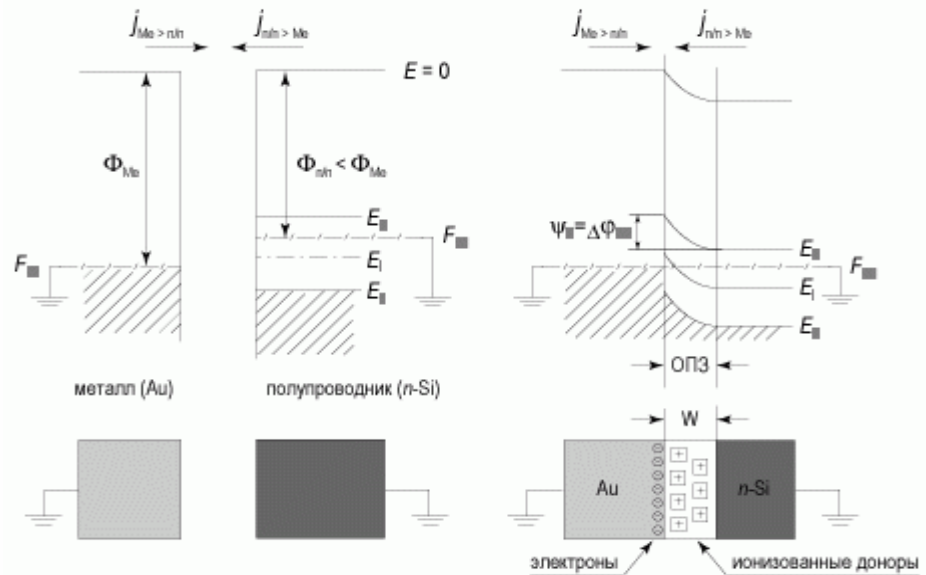 j Me > п/п j п/п > Me
j Me > п/п j п/п > Me
E = 0
Φ Me
Φ п/п < Φ Me
ψ = Δφ
E
F
F
E i
E
E
F
E i
E
ОПЗ
металл (Au)
полупроводник (n-Si)
W
Au
n-Si
электроны
ионизованные доноры